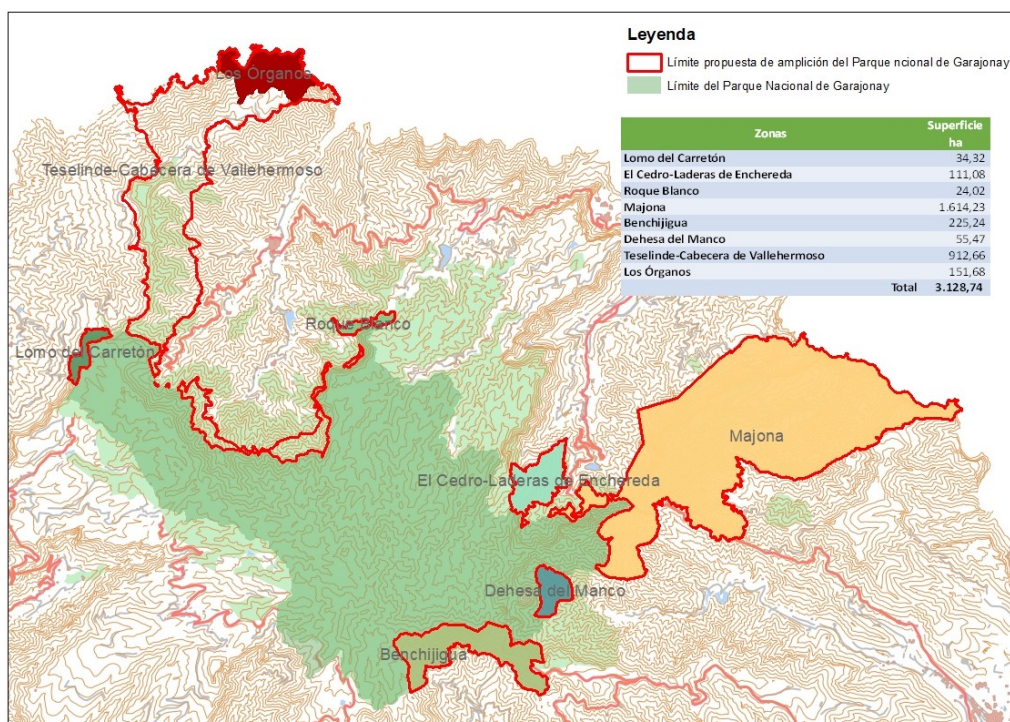 Leyenda
Límite propuesta de amplición del Parque ncional de Garajonay
Límite del Parque Nacional de Garajonay
Zonas Superficie ha
Lomo del Carretón 34,32
El Cedro-Laderas de Enchereda 111,08
Roque Blanco 24,02
Majona 1.614,23
Benchijigua 225,24
Dehesa del Manco 55,47
Teselinde-Cabecera de Vallehermoso 912,66
Los Órganos 151,68
Total 3.128,74
Los Órganos
Teselinde-Cabecera de Vallehermoso
Roque Blanco
Lomo del Carretón
Majona
El Cedro-Laderas de Enchereda
Dehesa del Manco
Benchijigua